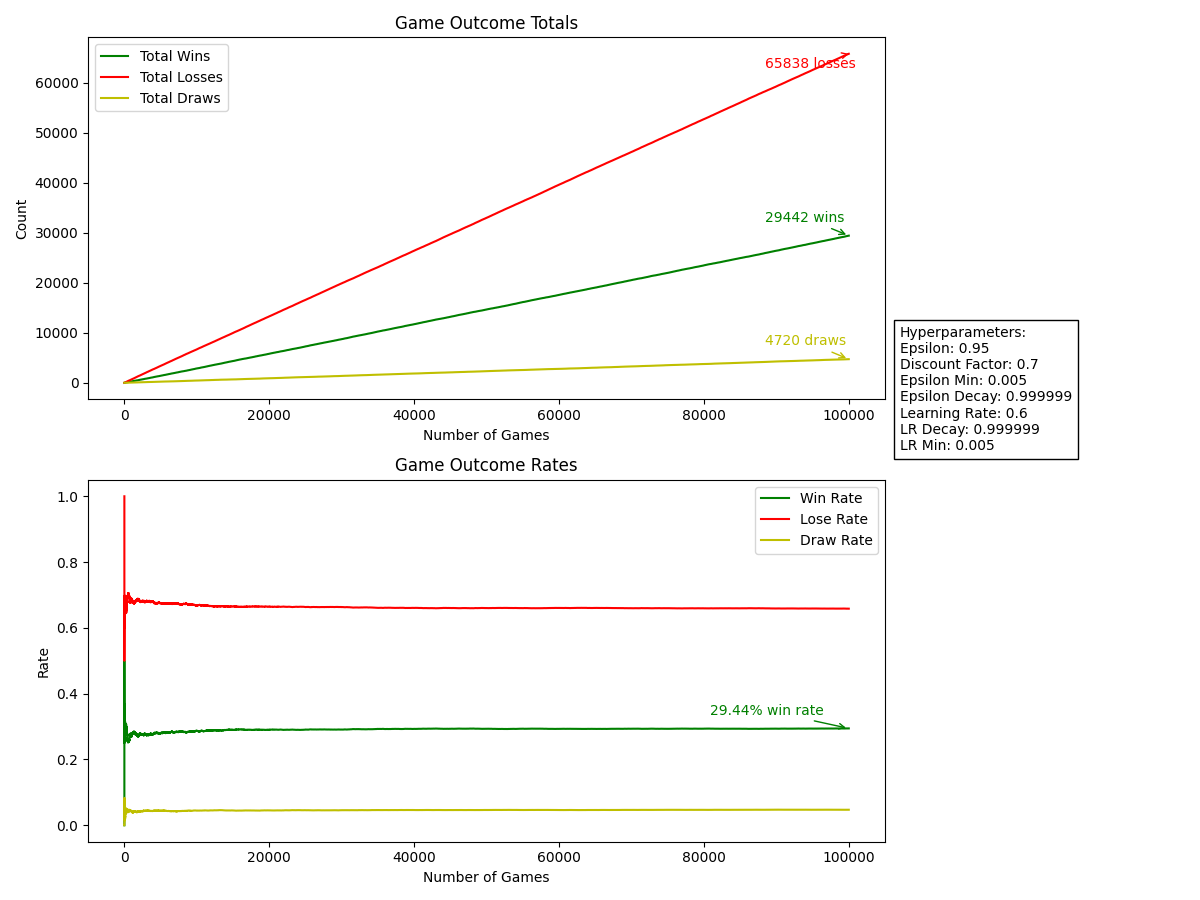 Game Outcome Totals
Total Wins
Total Losses
Total Draws
65838 losses
29442 wins
4720 draws
60000
50000
40000
30000
20000
10000
0
Count
0 20000 40000 60000 80000 100000
Number of Games
Hyperparameters:
Epsilon: 0.95
Discount Factor: 0.7
Epsilon Min: 0.005
Epsilon Decay: 0.999999
Learning Rate: 0.6
LR Decay: 0.999999
LR Min: 0.005
Game Outcome Rates
Win Rate
Lose Rate
Draw Rate
29.44% win rate
1.0
0.8
0.6
0.4
0.2
0.0
Rate
0 20000 40000 60000 80000 100000
Number of Games